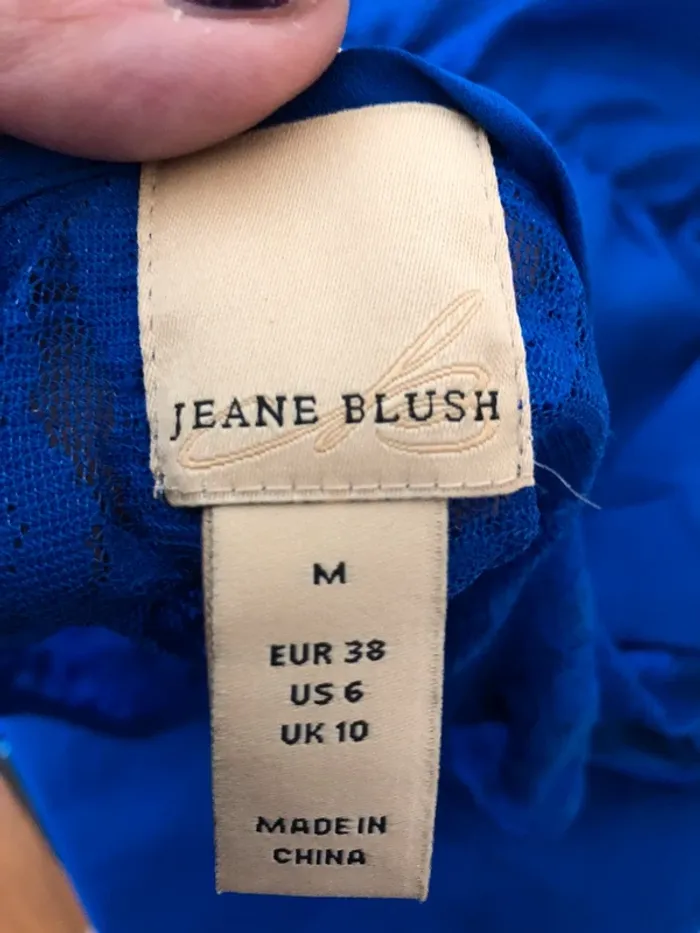 JEANE BLUSH
M
EUR 38
US 6
UK 10
MADE IN
CHINA